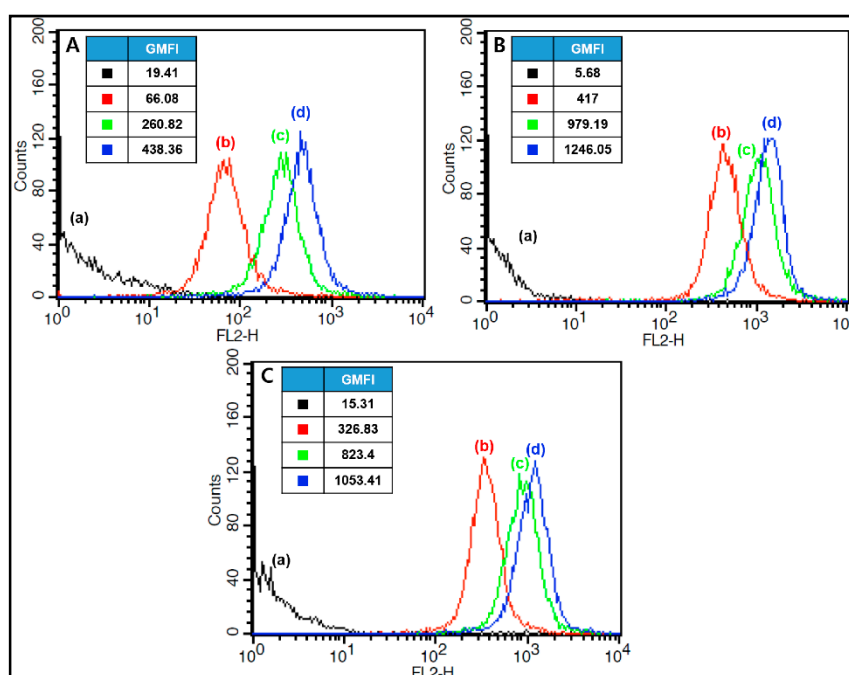 A
GMFI
19.41
66.08
260.82
438.36
(a)
(b)
(c)
(d)
Counts
200
160
120
80
40
0
10^0
10^1
10^2
10^3
10^4
FL2-H
B
GMFI
5.68
417
979.19
1246.05
(a)
(b)
(c)
(d)
Counts
200
160
120
80
40
0
10^0
10^1
10^2
10^3
10
FL2-H
C
GMFI
15.31
326.83
823.4
1053.41
(a)
(b)
(c)
(d)
Counts
200
160
120
80
40
0
10^0
10^1
10^2
10^3
10^4
FL2-H